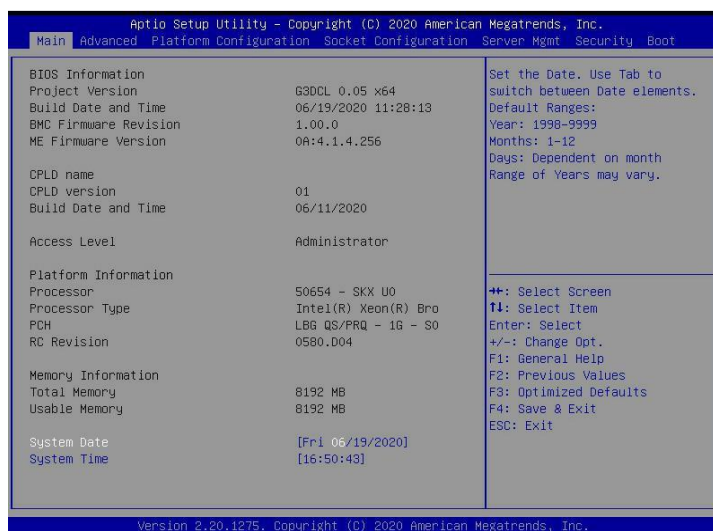 Aptio Setup Utility – Copyright (C) 2020 American Megatrends, Inc.
Main Advanced Platform Configuration Socket Configuration Server Mgmt Security Boot
BIOS Information
Project Version G3DCL 0.05 x64
Build Date and Time 06/19/2020 11:28:13
BMC Firmware Revision 1.00.0
ME Firmware Version 0A:4.1.4.256
CPLD name
CPLD version 01
Build Date and Time 06/11/2020
Access Level Administrator
Platform Information
Processor 50654 - SKX U0
Processor Type Intel(R) Xeon(R) Bro
PCH LBG QS/PRQ - 1G - S0
RC Revision 0580.D04
Memory Information
Total Memory 8192 MB
Usable Memory 8192 MB
System Date [Fri 06/19/2020]
System Time [16:50:43]
Set the Date. Use Tab to
switch between Date elements.
Default Ranges:
Year: 1998-9999
Months: 1-12
Days: Dependent on month
Range of Years may vary.
→←: Select Screen
↑↓: Select Item
Enter: Select
+/-: Change Opt.
F1: General Help
F2: Previous Values
F3: Optimized Defaults
F4: Save & Exit
ESC: Exit
Version 2.20.1275. Copyright (C) 2020 American Megatrends, Inc.